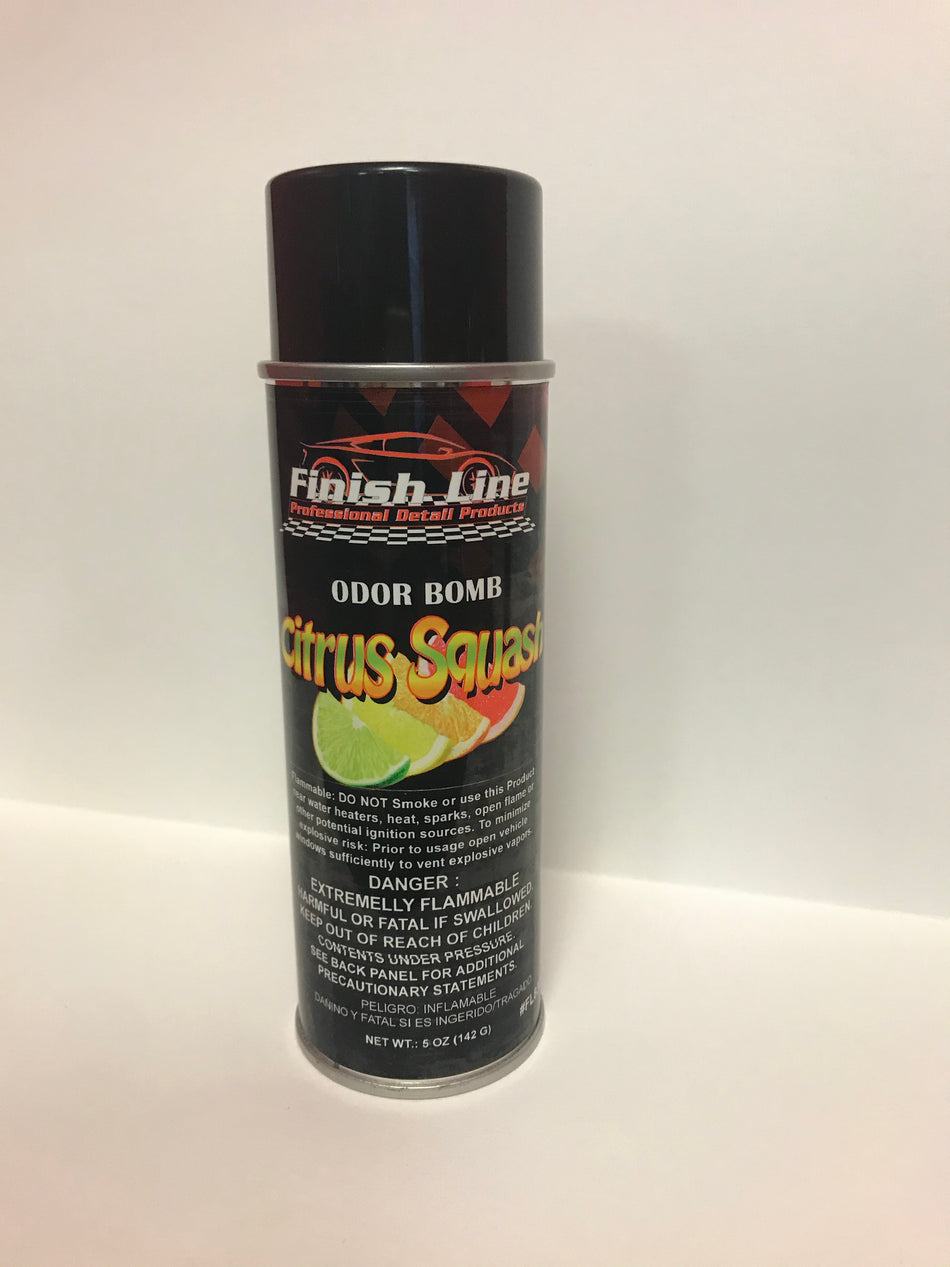 Finish Line
Professional Detail Products
ODOR BOMB
Citrus Squash
Flammable: DO NOT Smoke or use this Product
near water heaters, heat, sparks, open flame or
other potential ignition sources. To minimize
explosive risk: Prior to usage open vehicle
windows sufficiently to vent explosive vapors.
DANGER :
EXTREMELLY FLAMMABLE
HARMFUL OR FATAL IF SWALLOWED.
KEEP OUT OF REACH OF CHILDREN.
CONTENTS UNDER PRESSURE.
SEE BACK PANEL FOR ADDITIONAL
PRECAUTIONARY STATEMENTS.
PELIGRO: INFLAMABLE
DAÑINO Y FATAL SI ES INGERIDO/TRAGADO
NET WT.: 5 OZ (142 G)